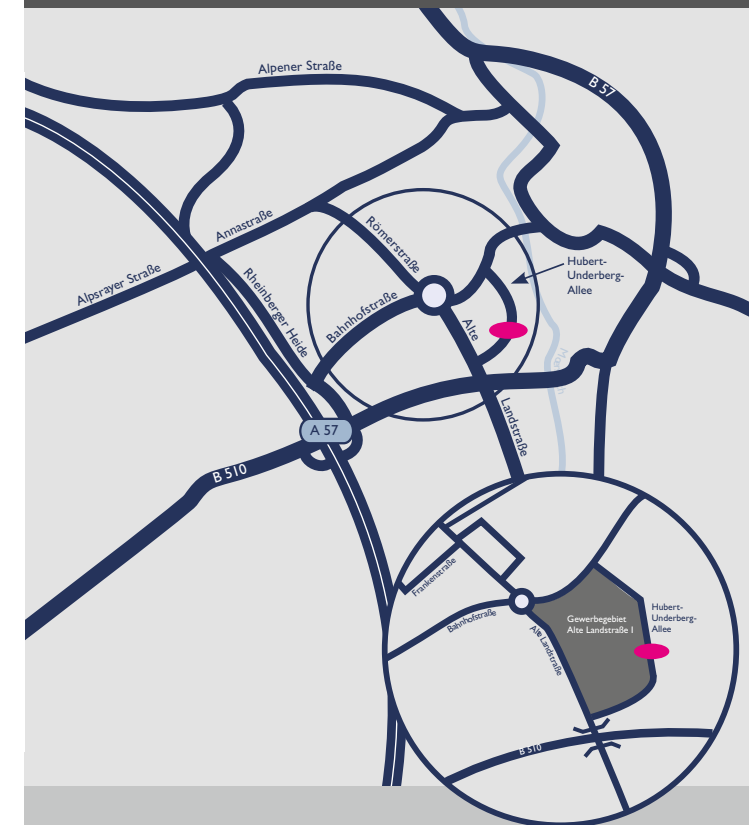 Alpener Straße
B 57
Annastraße
Römerstraße
Hubert-
Underberg-
Allee
Alpsrayer Straße
Rheinberger Heide
Bahnhofstraße
Alte
Landstraße
A 57
B 510
Frankenstraße
Bahnhofstraße
Alte Landstraße
Gewerbegebiet
Alte Landstraße I
Hubert-
Underberg-
Allee
B 510